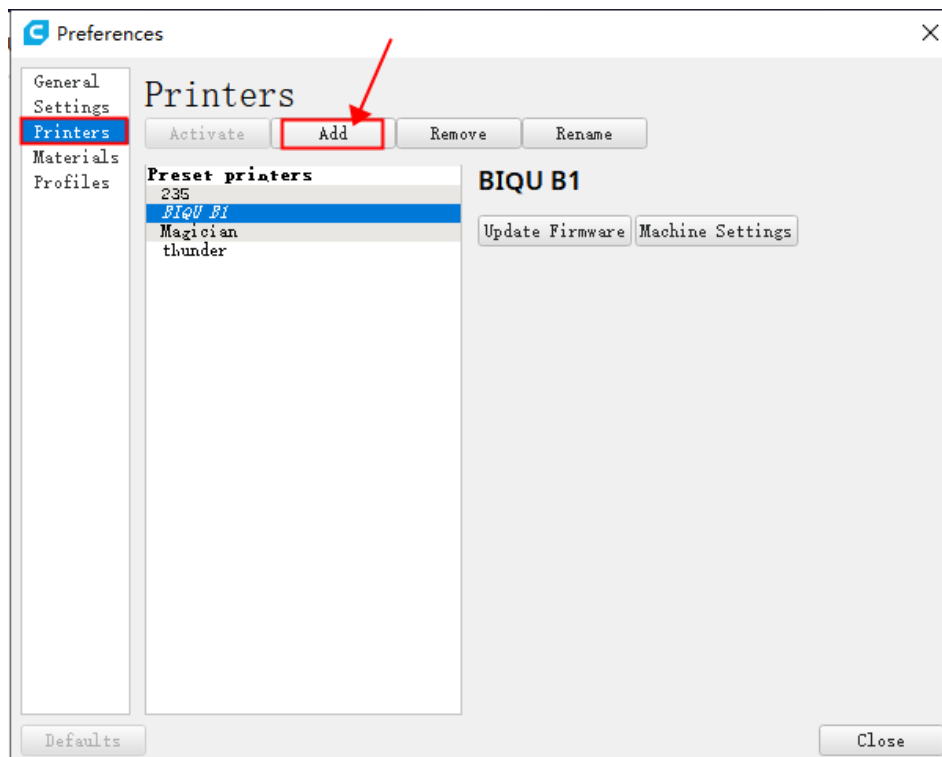 Preferences
General
Settings
Printers
Materials
Profiles
Printers
Activate Add Remove Rename
Preset printers
235
BIQU B1
Magician
thunder
BIQU B1
Update Firmware Machine Settings
Defaults
Close